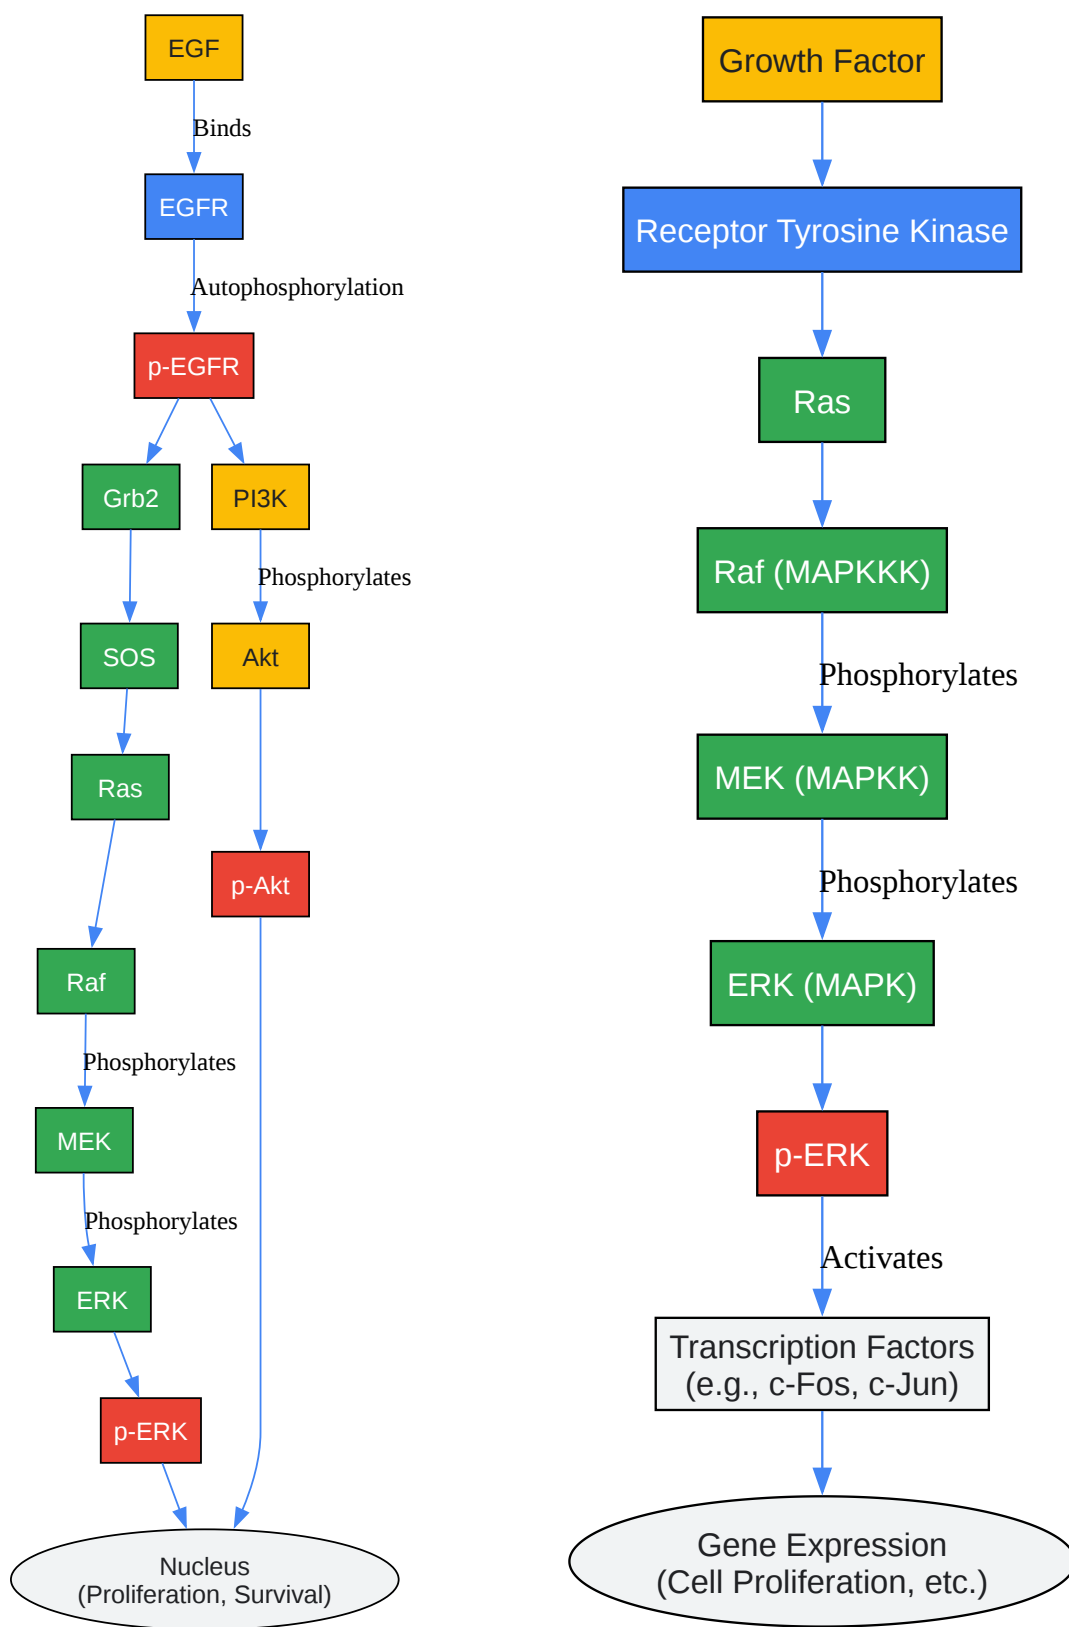 EGF
Binds
EGFR
Autophosphorylation
p-EGFR
Grb2
PI3K
Phosphorylates
SOS
Akt
Ras
p-Akt
Raf
Phosphorylates
MEK
Phosphorylates
ERK
p-ERK
Nucleus
(Proliferation, Survival)
Growth Factor
Receptor Tyrosine Kinase
Ras
Raf (MAPKKK)
Phosphorylates
MEK (MAPKK)
Phosphorylates
ERK (MAPK)
p-ERK
Activates
Transcription Factors
(e.g., c-Fos, c-Jun)
Gene Expression
(Cell Proliferation, etc.)